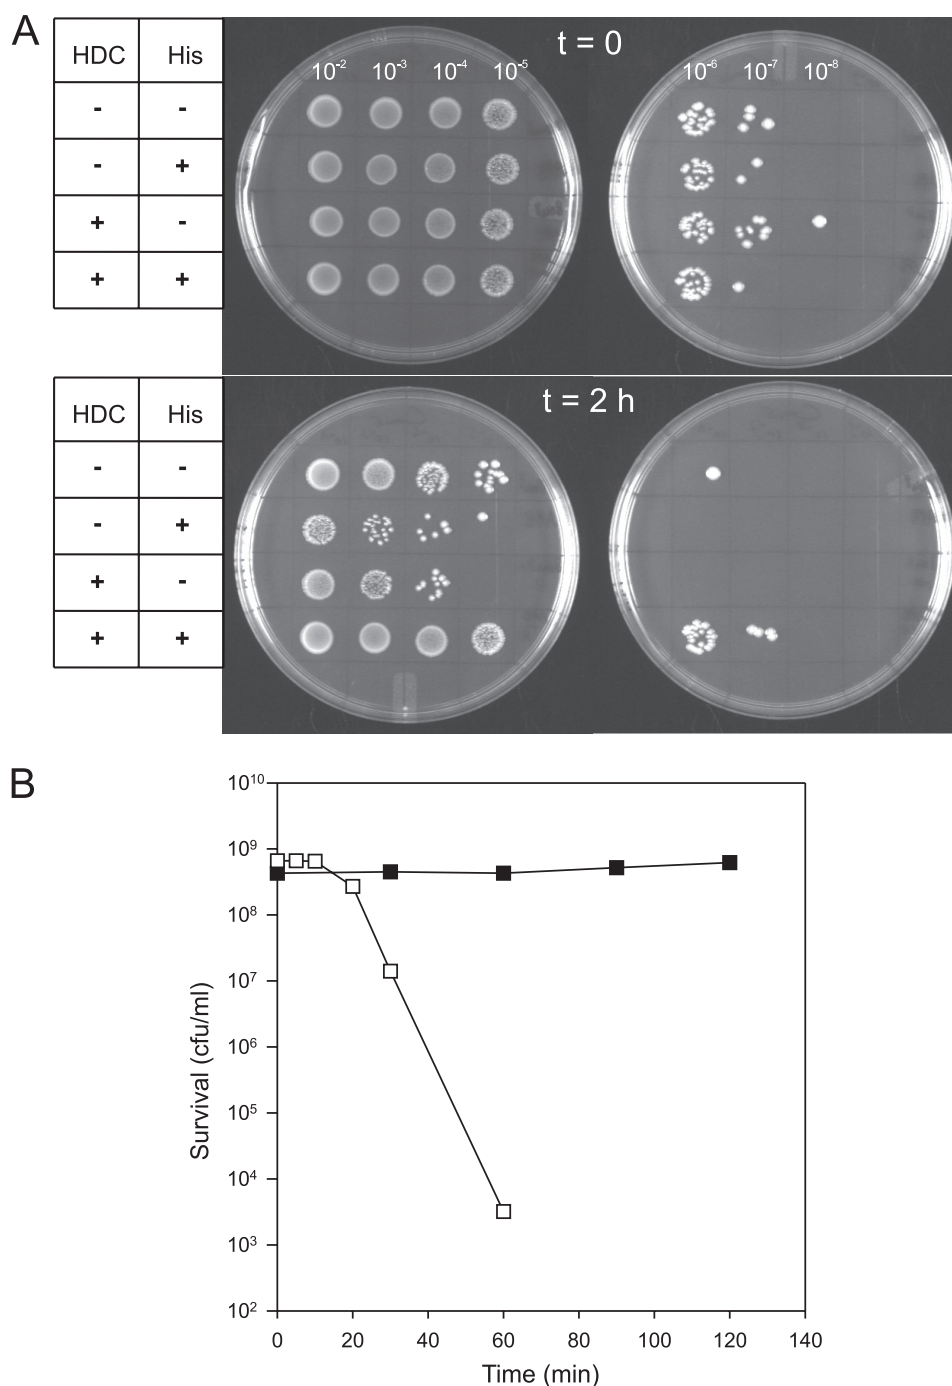 A
HDC His
- -
- +
+ -
+ +
t = 0
10-2 10-3 10-4 10-5
10-6 10-7 10-8
HDC His
- -
- +
+ -
+ +
t = 2 h
B
Survival (cfu/ml)
1010
109
108
107
106
105
104
103
102
0 20 40 60 80 100 120 140
Time (min)